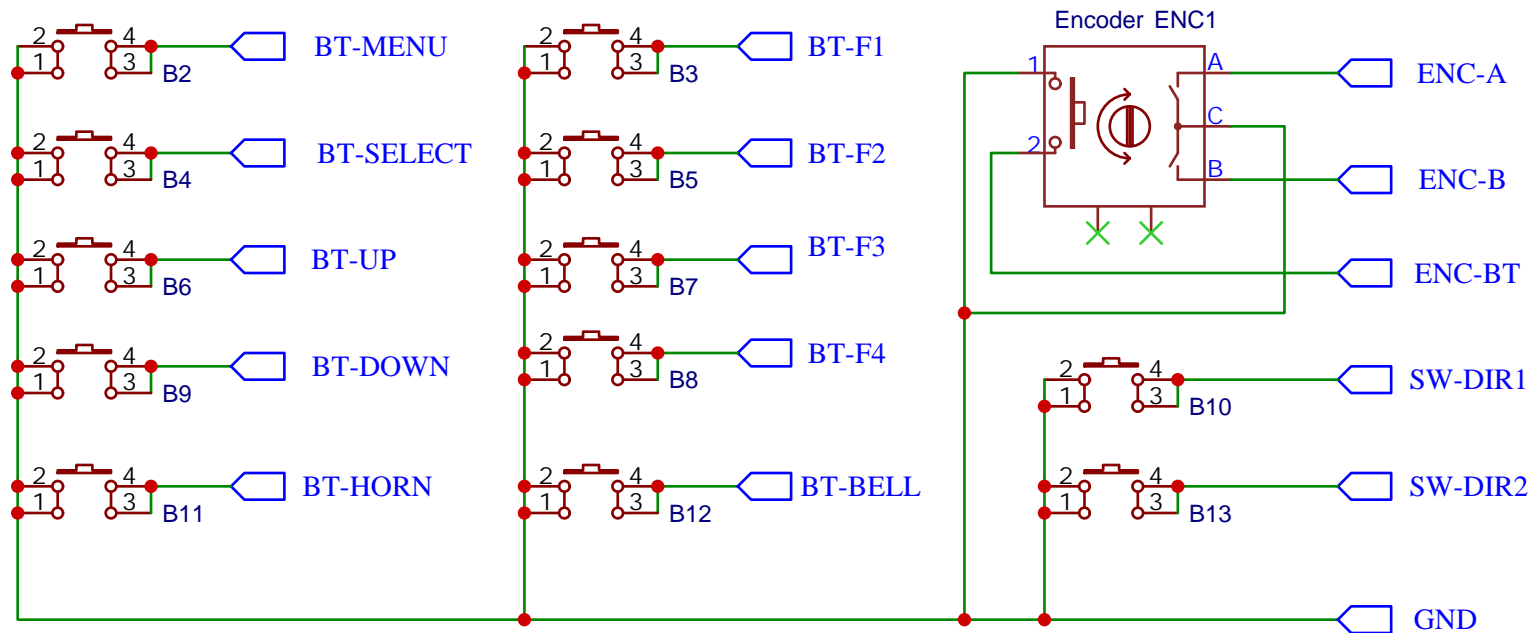 Encoder ENC1
2 4 BT-MENU
1 3 B2
2 4 BT-F1
1 3 B3
1 A ENC-A
C
2 B ENC-B
ENC-BT
2 4 BT-SELECT
1 3 B4
2 4 BT-F2
1 3 B5
2 4 BT-UP
1 3 B6
2 4 BT-F3
1 3 B7
2 4 BT-DOWN
1 3 B9
2 4 BT-F4
1 3 B8
2 4 SW-DIR1
1 3 B10
2 4 BT-HORN
1 3 B11
2 4 BT-BELL
1 3 B12
2 4 SW-DIR2
1 3 B13
GND